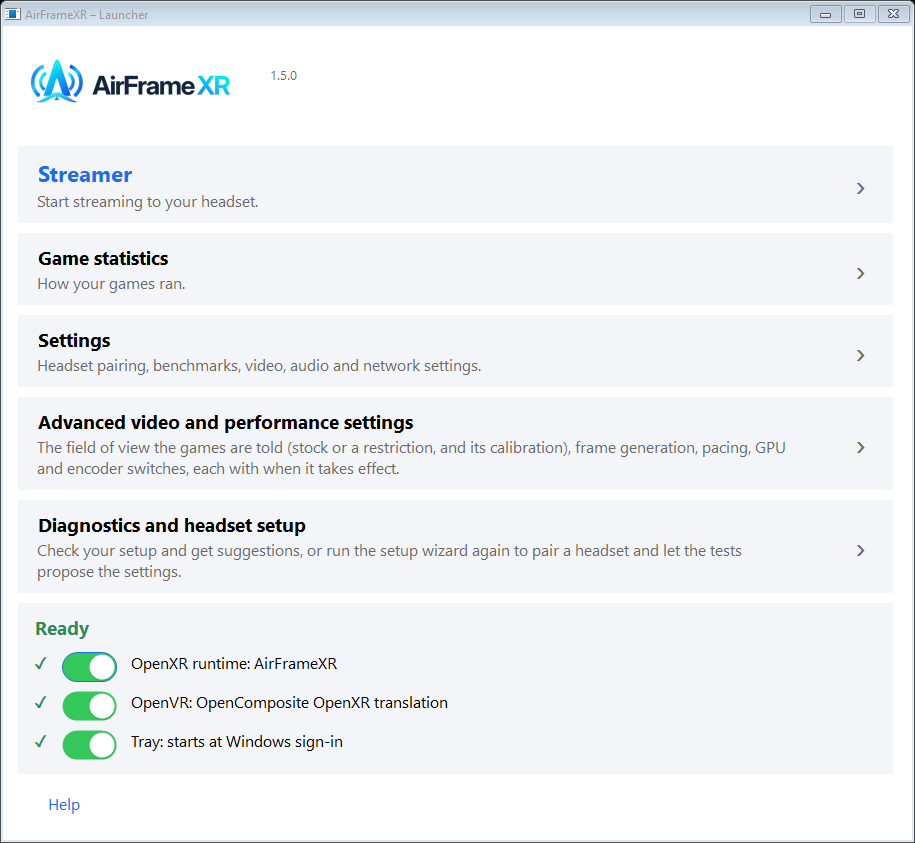 AirFrameXR – Launcher
AirFrame XR
1.5.0
Streamer
Start streaming to your headset.
Game statistics
How your games ran.
Settings
Headset pairing, benchmarks, video, audio and network settings.
Advanced video and performance settings
The field of view the games are told (stock or a restriction, and its calibration), frame generation, pacing, GPU
and encoder switches, each with when it takes effect.
Diagnostics and headset setup
Check your setup and get suggestions, or run the setup wizard again to pair a headset and let the tests
propose the settings.
Ready
OpenXR runtime: AirFrameXR
OpenVR: OpenComposite OpenXR translation
Tray: starts at Windows sign-in
Help